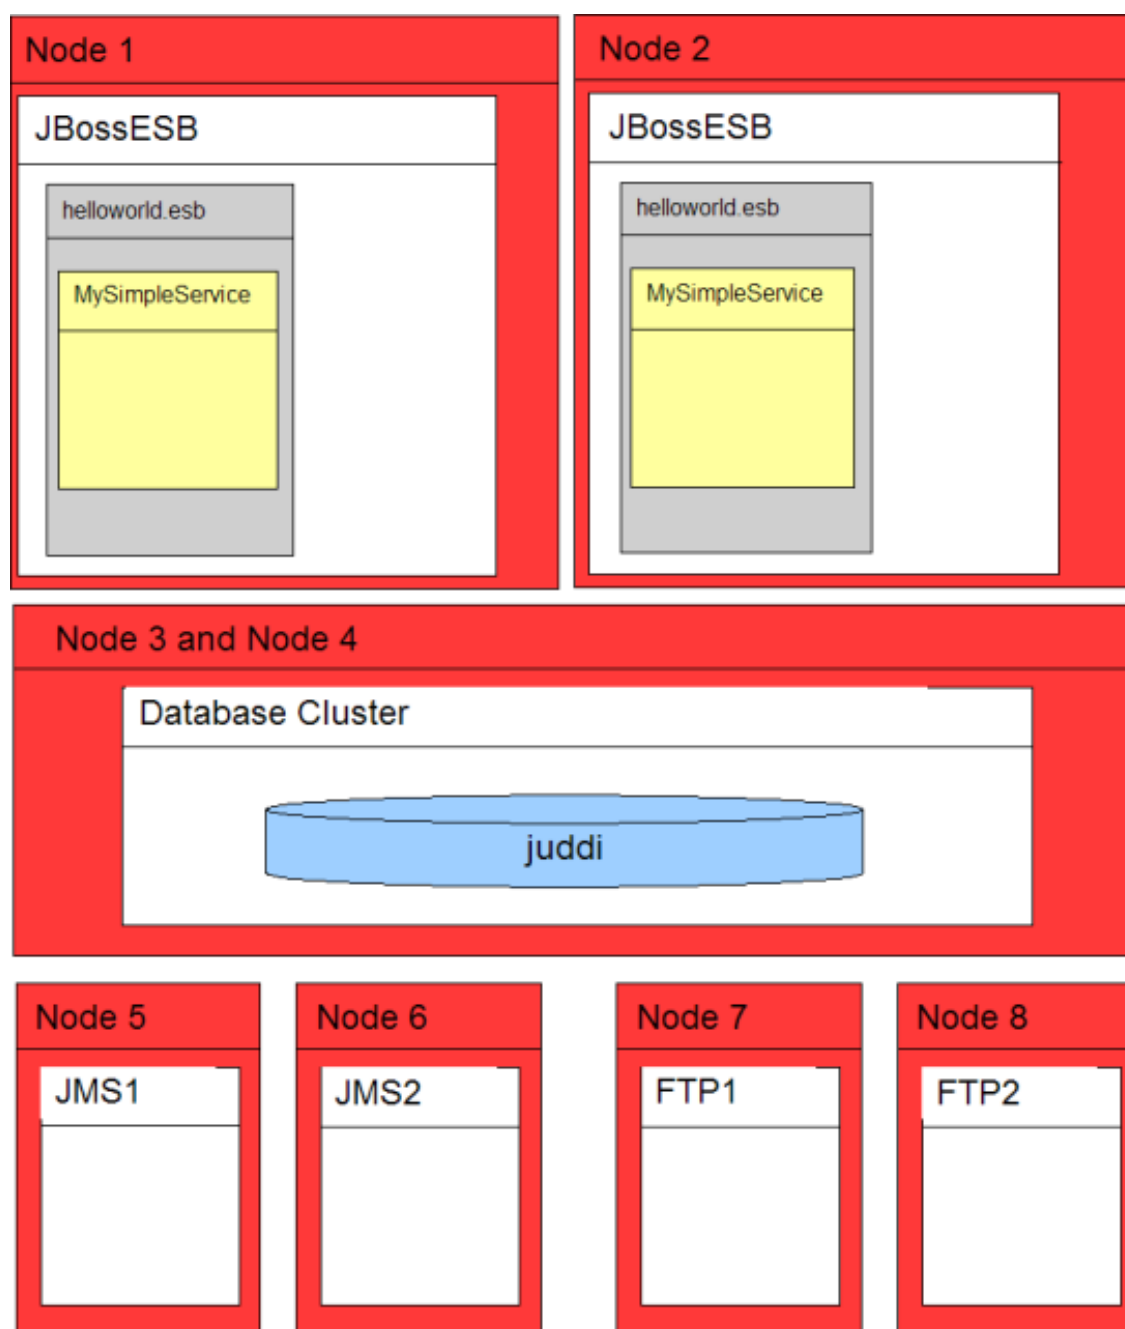 Node 1
Node 2
JBossESB
JBossESB
helloworld.esb
helloworld.esb
MySimpleService
MySimpleService
Node 3 and Node 4
Database Cluster
juddi
Node 5
Node 6
Node 7
Node 8
JMS1
JMS2
FTP1
FTP2